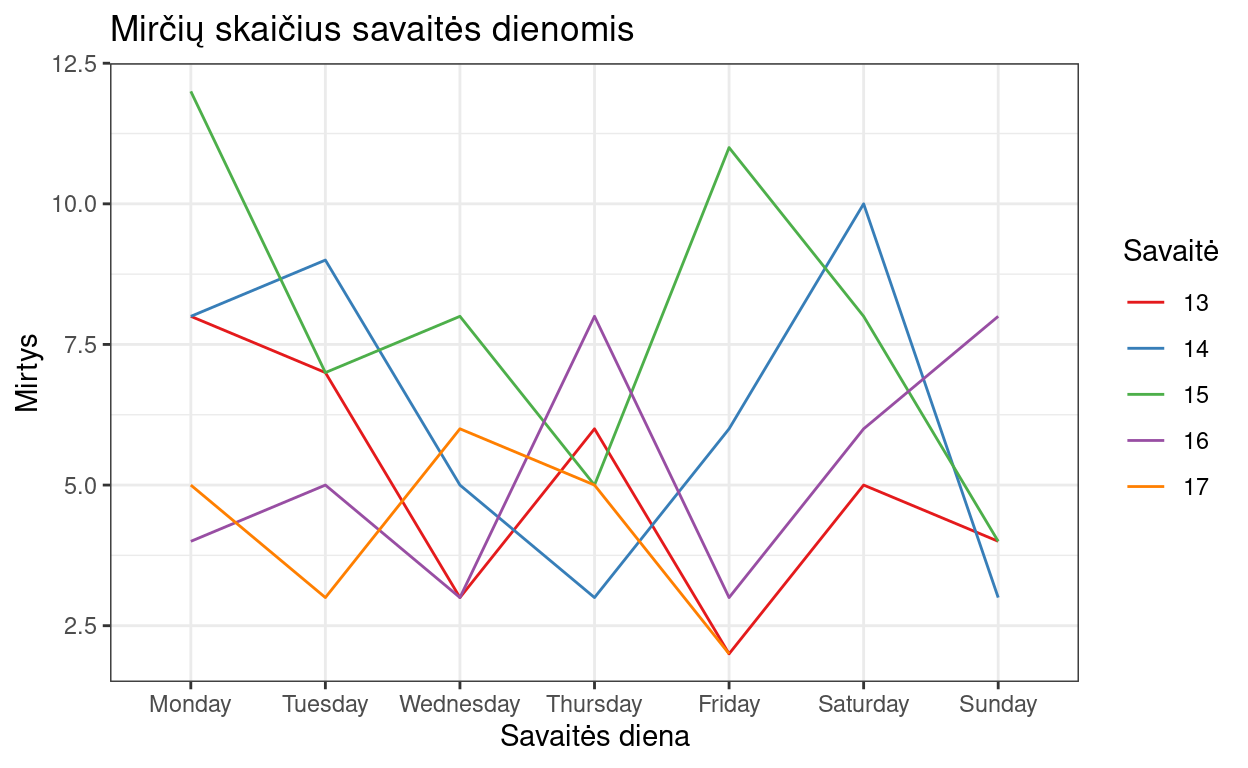 Mirčių skaičius savaitės dienomis
12.5
10.0
7.5
5.0
2.5
Mirtys
Monday Tuesday Wednesday Thursday Friday Saturday Sunday
Savaitės diena
Savaitė
13
14
15
16
17